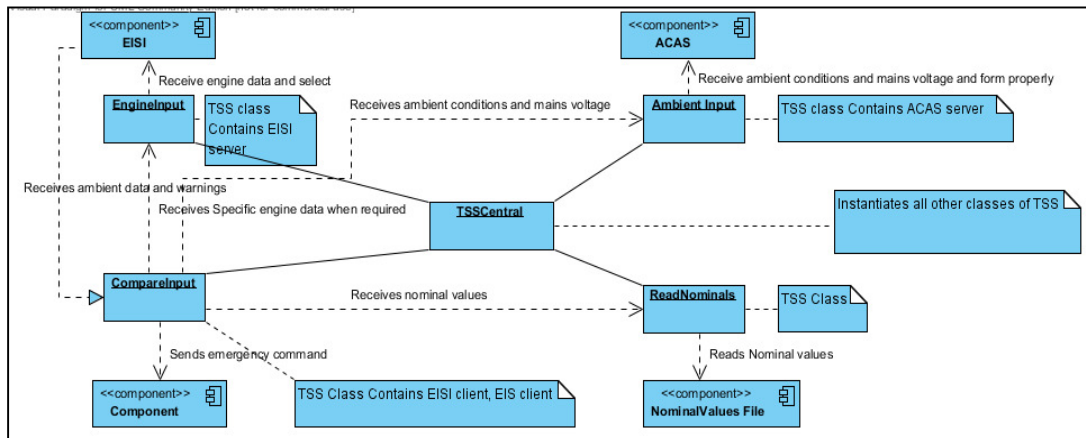 <<component>>
EISI
<<component>>
ACAS
Receive engine data and select
Receive ambient conditions and mains voltage and form properly
EngineInput
TSS class
Contains EISI
server
Receives ambient conditions and mains voltage
Ambient Input
TSS class Contains ACAS server
Receives ambient data and warnings
Receives Specific engine data when required
TSSCentral
Instantiates all other classes of TSS
CompareInput
Receives nominal values
ReadNominals
TSS Class
Sends emergency command
Reads Nominal values
<<component>>
Component
TSS Class Contains EISI client, EIS client
<<component>>
NominalValues File